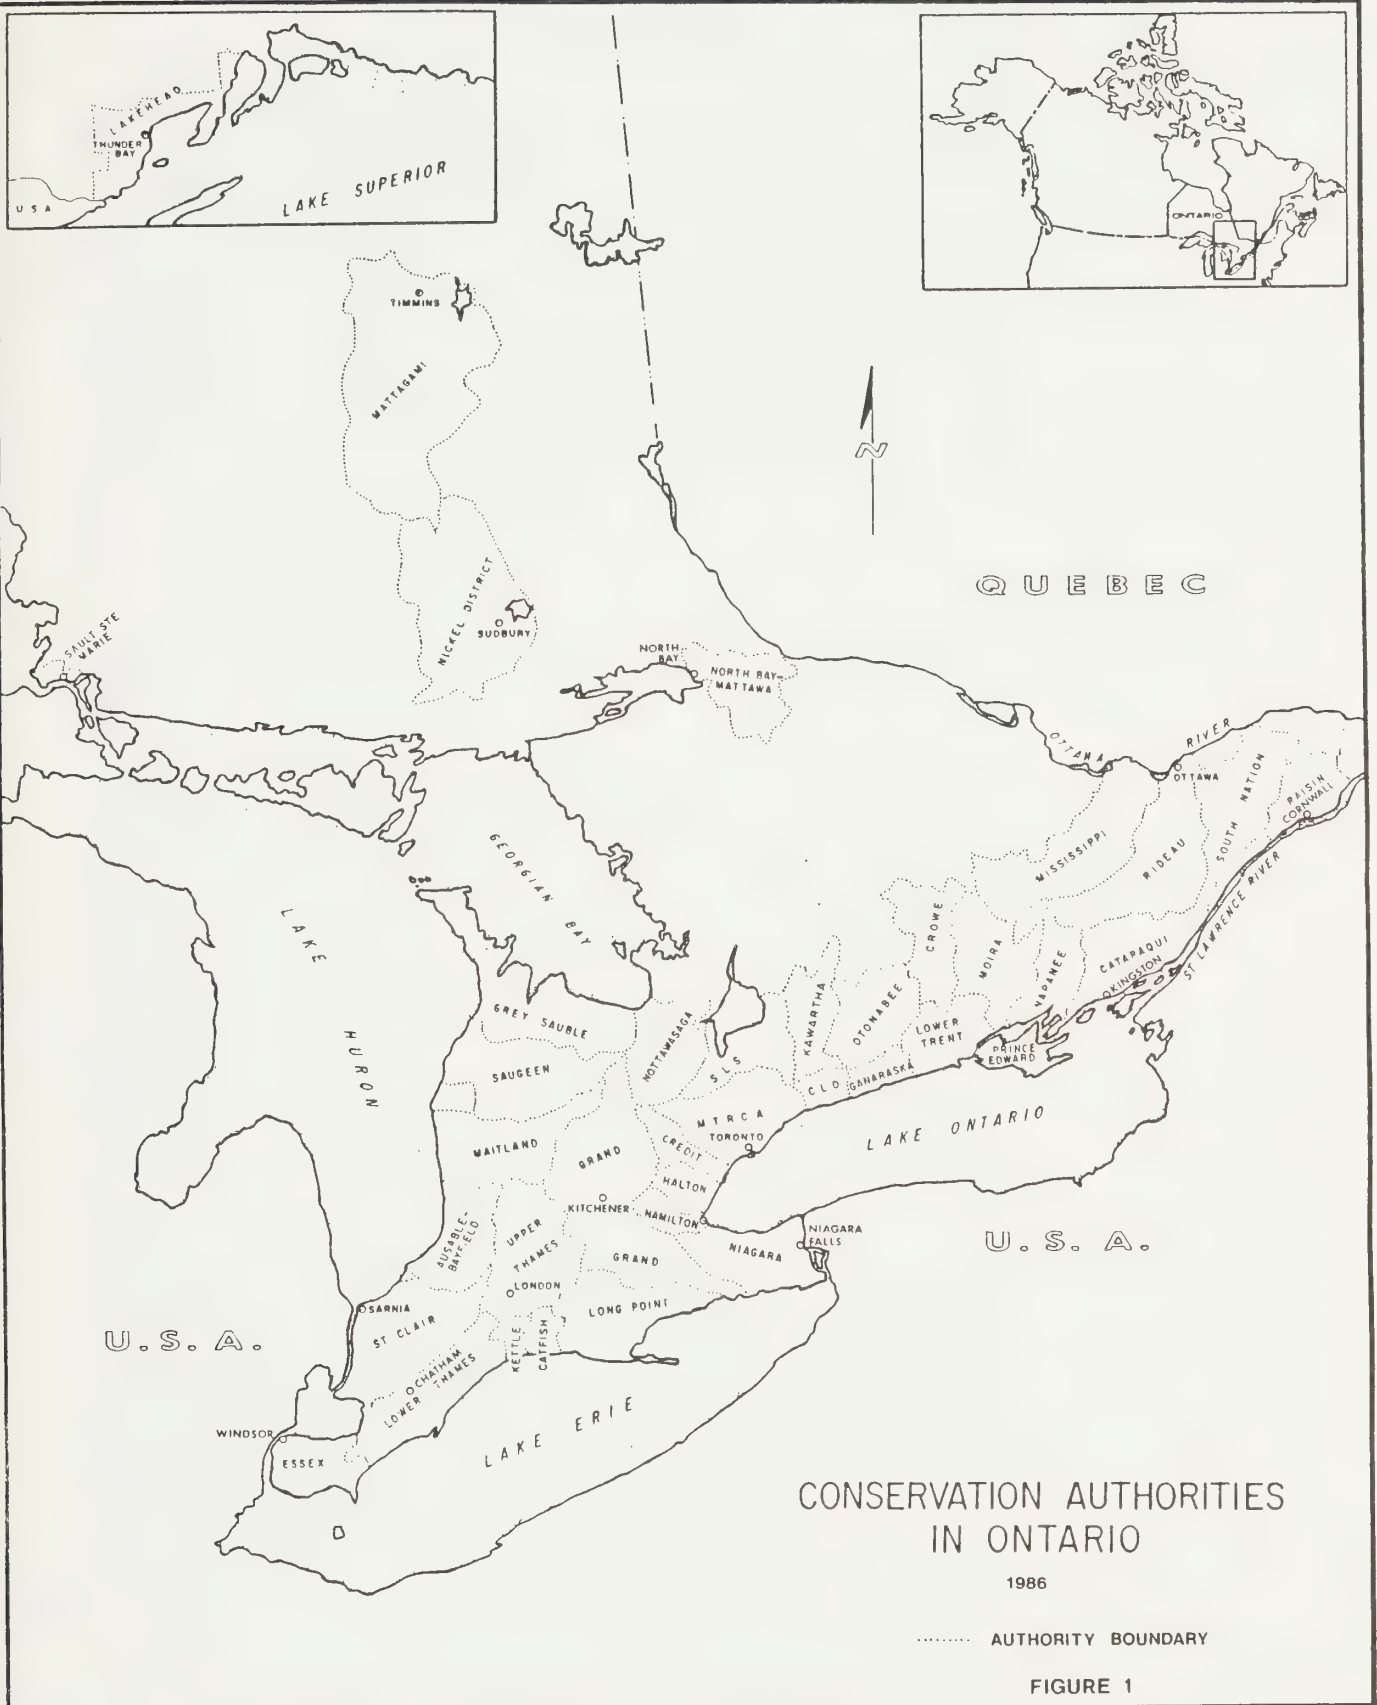 LAKEHEAD
THUNDER
BAY
LAKE SUPERIOR
U S A
ONTARIO
TIMMINS
MATTAGAMI
N
QUEBEC
NICKEL DISTRICT
SUDBURY
SAULT STE
MARIE
NORTH
BAY
NORTH BAY-
MATTAWA
OTTAWA RIVER
OTTAWA
SOUTH NATION
RAISIN
CORNWALL
MISSISSIPPI
RIDEAU
ST LAWRENCE RIVER
GEORGIAN BAY
LAKE HURON
CROWE
MOIRA
NAPANEE
CATAPAQUI
KINGSTON
KAWARTHA
OTONABEE
LOWER
TRENT
PRINCE
EDWARD
GREY SAUBLE
NOTTAWASAGA
SLS
SAUGEEN
CLO
GANARASKA
MTRCA
TORONTO
LAKE ONTARIO
MAITLAND
GRAND
CREDIT
HALTON
KITCHENER
HAMILTON
AUSABLE-
BAYFIELD
UPPER
THAMES
GRAND
NIAGARA
NIAGARA
FALLS
U. S. A.
LONDON
SARNIA
ST CLAIR
LONG POINT
KETTLE
CATFISH
U. S. A.
CHATHAM
LOWER THAMES
WINDSOR
ESSEX
LAKE ERIE
CONSERVATION AUTHORITIES
IN ONTARIO
1986
AUTHORITY BOUNDARY
FIGURE 1